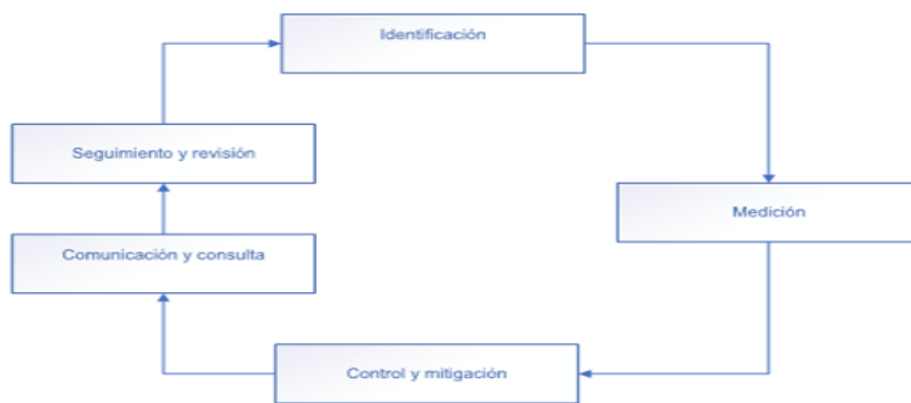 Identificación
Seguimiento y revisión
Medición
Comunicación y consulta
Control y mitigación